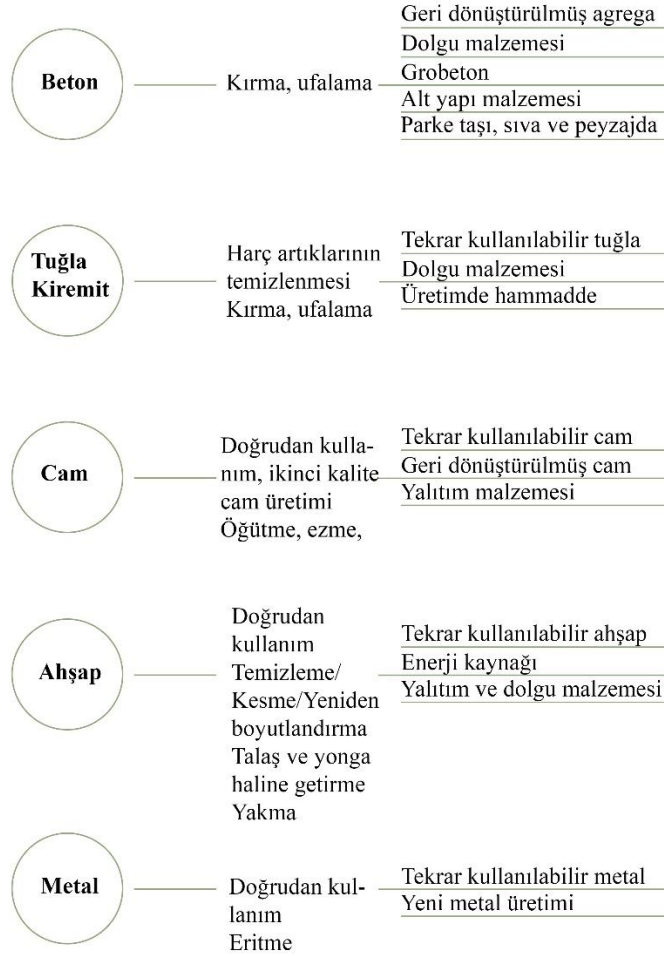 Beton
Kırma, ufalama
Geri dönüştürülmüş agrega
Dolgu malzemesi
Grobeton
Alt yapı malzemesi
Parke taşı, sıva ve peyzajda
Tuğla
Kiremit
Harç artıklarının
temizlenmesi
Kırma, ufalama
Tekrar kullanılabilir tuğla
Dolgu malzemesi
Üretimde hammadde
Cam
Doğrudan kulla-
nım, ikinci kalite
cam üretimi
Öğütme, ezme,
Tekrar kullanılabilir cam
Geri dönüştürülmüş cam
Yalıtım malzemesi
Ahşap
Doğrudan
kullanım
Temizleme/
Kesme/Yeniden
boyutlandırma
Talaş ve yonga
haline getirme
Yakma
Tekrar kullanılabilir ahşap
Enerji kaynağı
Yalıtım ve dolgu malzemesi
Metal
Doğrudan kul-
lanım
Eritme
Tekrar kullanılabilir metal
Yeni metal üretimi